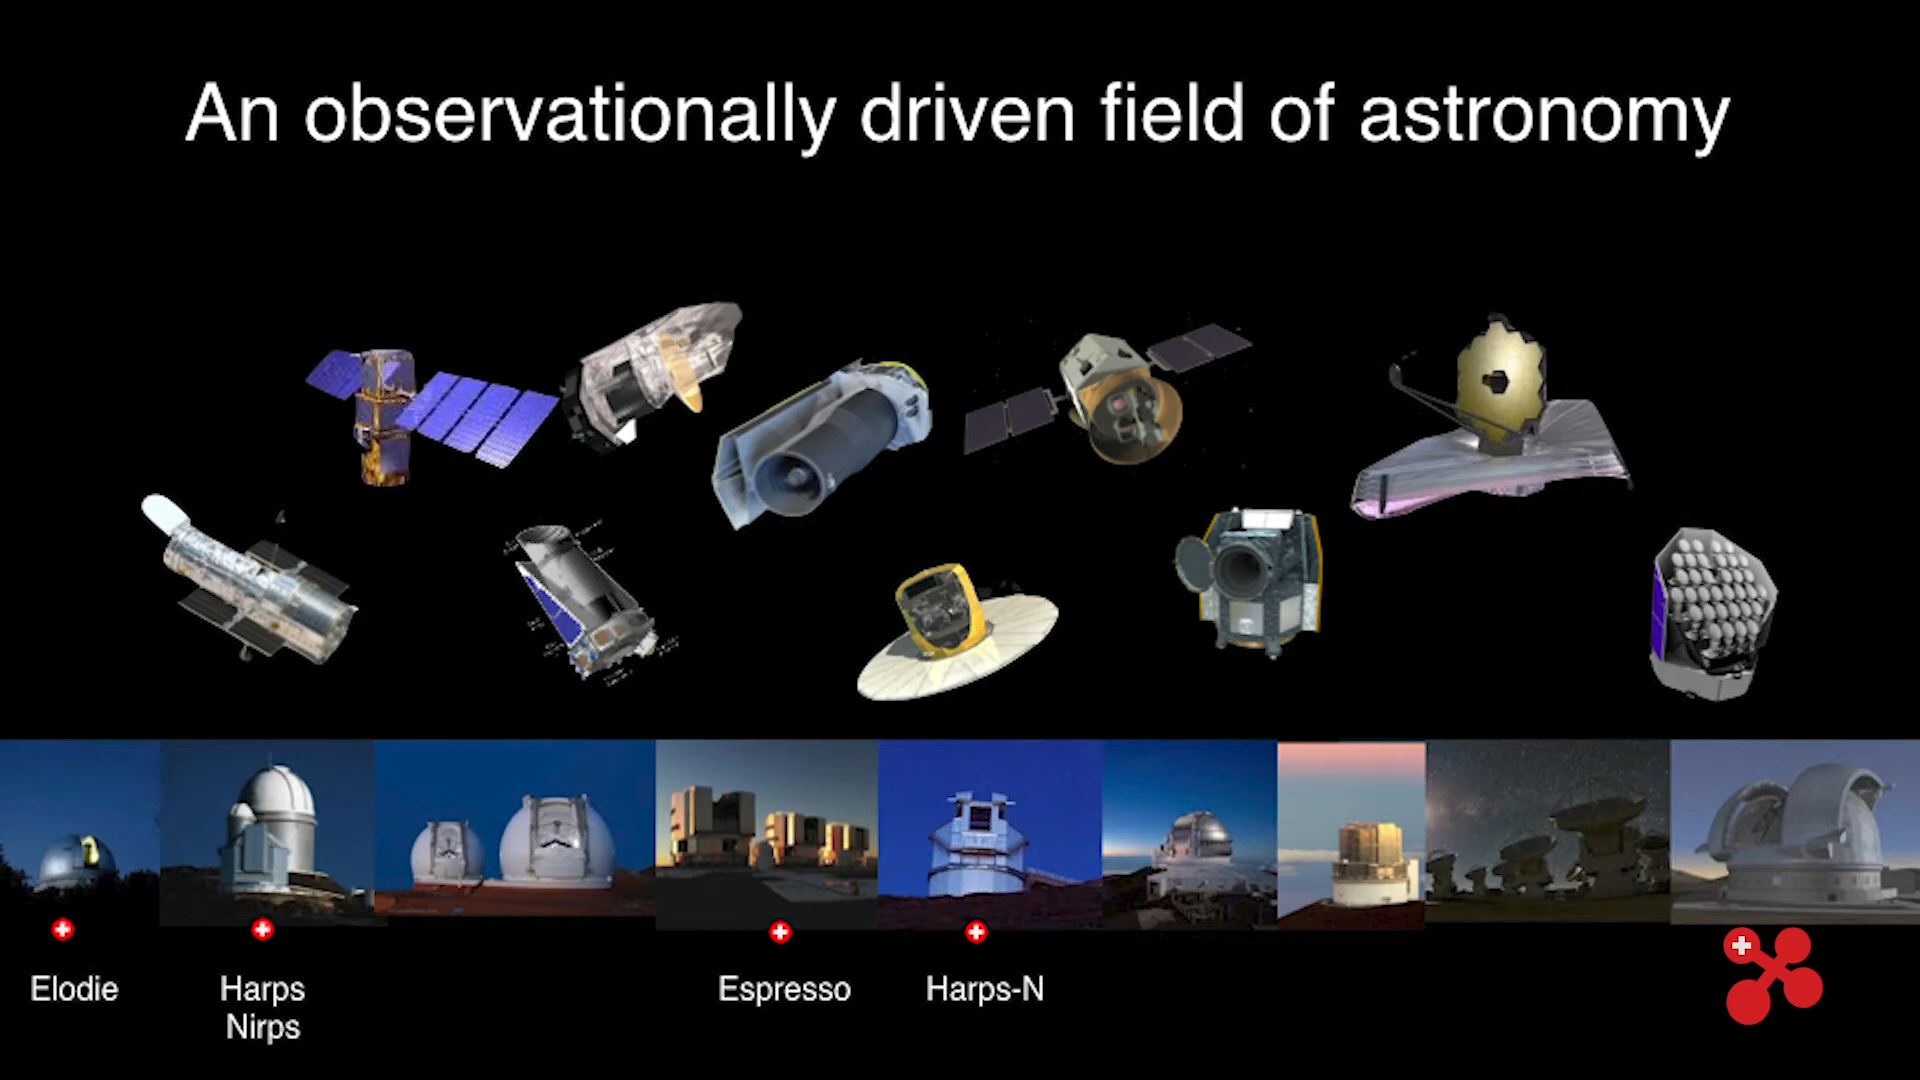 An observationally driven field of astronomy
Elodie
Harps
Nirps
Espresso
Harps-N